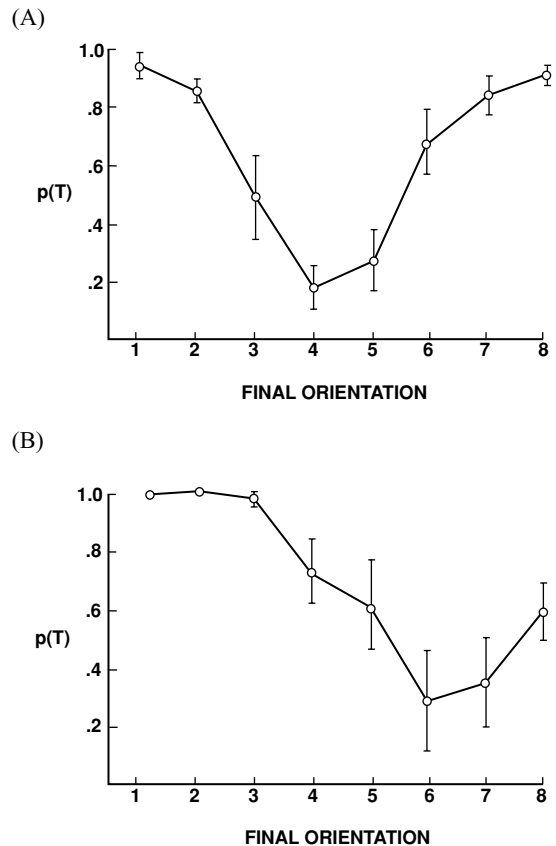 (A)
1.0
.8
.6
p(T)
.4
.2
1 2 3 4 5 6 7 8
FINAL ORIENTATION
(B)
1.0
.8
.6
p(T)
.4
.2
1 2 3 4 5 6 7 8
FINAL ORIENTATION